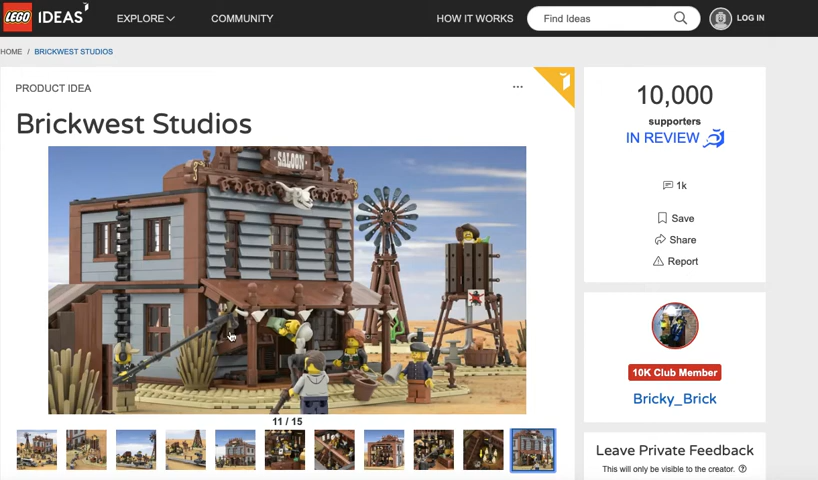 LEGO IDEAS
EXPLORE
COMMUNITY
HOW IT WORKS
Find Ideas
LOG IN
HOME / BRICKWEST STUDIOS
PRODUCT IDEA
...
Brickwest Studios
SALOON
11 / 15
10,000
supporters
IN REVIEW
1k
Save
Share
Report
10K Club Member
Bricky_Brick
Leave Private Feedback
This will only be visible to the creator. ?